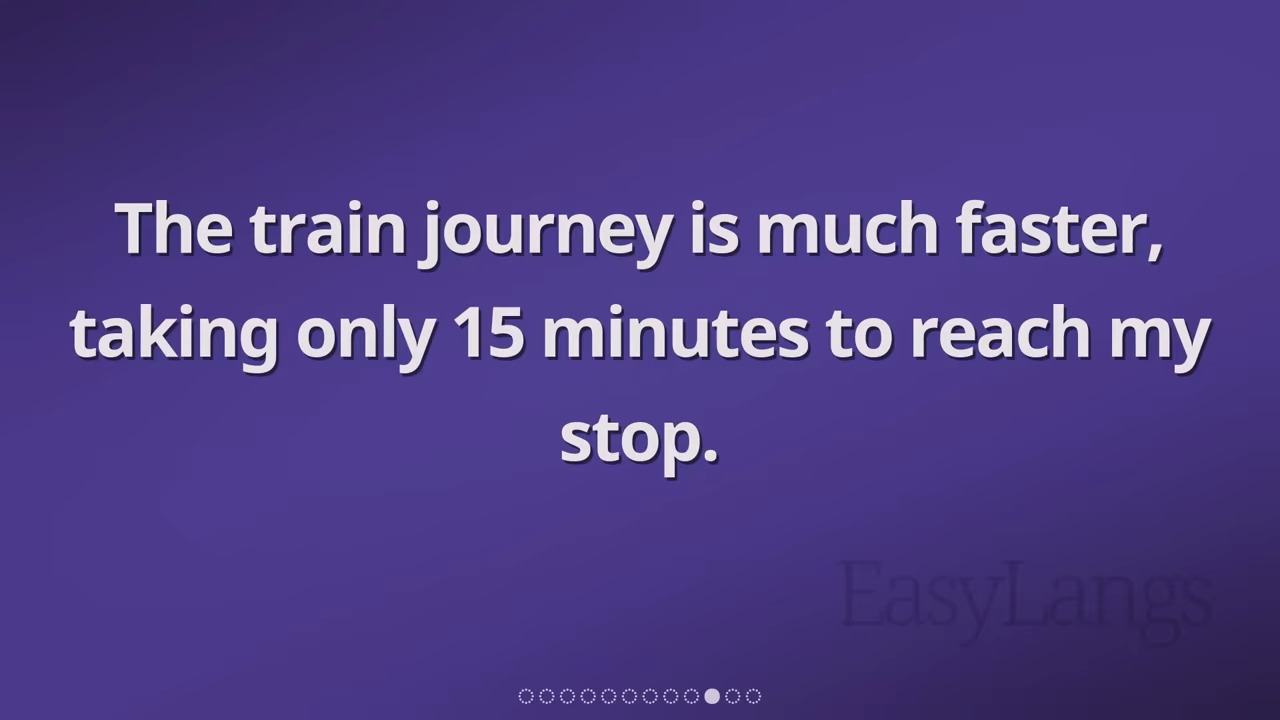 The train journey is much faster,
taking only 15 minutes to reach my
stop.
EasyLangs